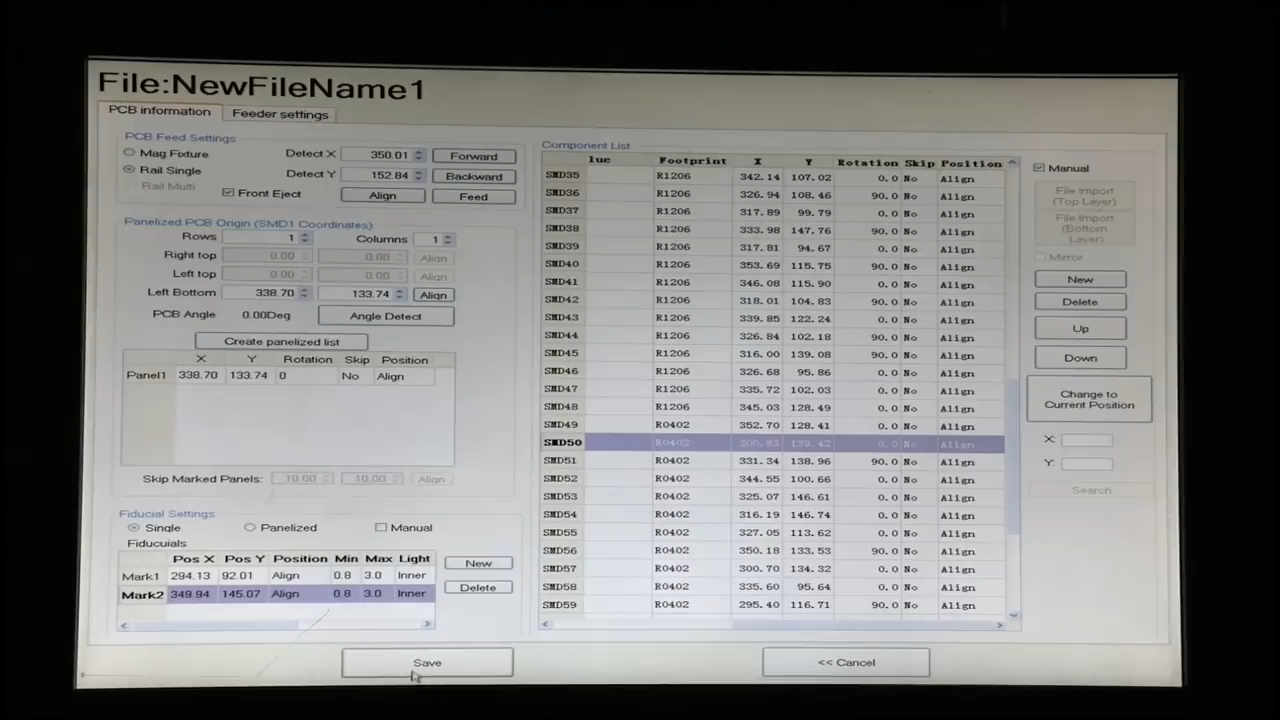 File:NewFileName1
PCB information Feeder settings
PCB Feed Settings
Mag Fixture Detect X 350.01 Forward
Rail Single Detect Y 152.84 Backward
Rail Multi Front Eject Align Feed
Panelized PCB Origin (SMD1 Coordinates)
Rows 1 Columns 1
Right top 0.00 0.00 Align
Left top 0.00 0.00 Align
Left Bottom 338.70 133.74 Align
PCB Angle 0.00Deg Angle Detect
Create panelized list
X Y Rotation Skip Position
Panel1 338.70 133.74 0 No Align
Skip Marked Panels: 10.00 10.00 Align
Fiducial Settings
Single Panelized Manual
Fiducuials
Pos X Pos Y Position Min Max Light
Mark1 294.13 92.01 Align 0.8 3.0 Inner
Mark2 349.94 145.07 Align 0.8 3.0 Inner
New
Delete
Component List
luc Footprint X Y Rotation Skip Position
SMD35 R1206 342.14 107.02 0.0 No Align
SMD36 R1206 326.94 108.46 90.0 No Align
SMD37 R1206 317.89 99.79 0.0 No Align
SMD38 R1206 333.98 147.76 90.0 No Align
SMD39 R1206 317.81 94.67 0.0 No Align
SMD40 R1206 353.69 115.75 90.0 No Align
SMD41 R1206 346.08 115.90 0.0 No Align
SMD42 R1206 318.01 104.83 90.0 No Align
SMD43 R1206 339.85 122.24 0.0 No Align
SMD44 R1206 326.84 102.18 90.0 No Align
SMD45 R1206 316.00 139.08 90.0 No Align
SMD46 R1206 326.68 95.86 0.0 No Align
SMD47 R1206 335.72 102.03 0.0 No Align
SMD48 R1206 345.03 128.49 0.0 No Align
SMD49 R0402 352.70 128.41 0.0 No Align
SMD50 R0402 300.83 139.42 0.0 No Align
SMD51 R0402 331.34 138.96 90.0 No Align
SMD52 R0402 344.55 100.66 0.0 No Align
SMD53 R0402 325.07 146.61 0.0 No Align
SMD54 R0402 316.19 146.74 0.0 No Align
SMD55 R0402 327.05 113.62 0.0 No Align
SMD56 R0402 350.18 133.53 90.0 No Align
SMD57 R0402 300.70 134.32 0.0 No Align
SMD58 R0402 335.60 95.64 0.0 No Align
SMD59 R0402 295.40 116.71 90.0 No Align
Manual
File Import
(Top Layer)
File Import
(Bottom
Layer)
Mirror
New
Delete
Up
Down
Change to
Current Position
X:
Y:
Search
Save << Cancel